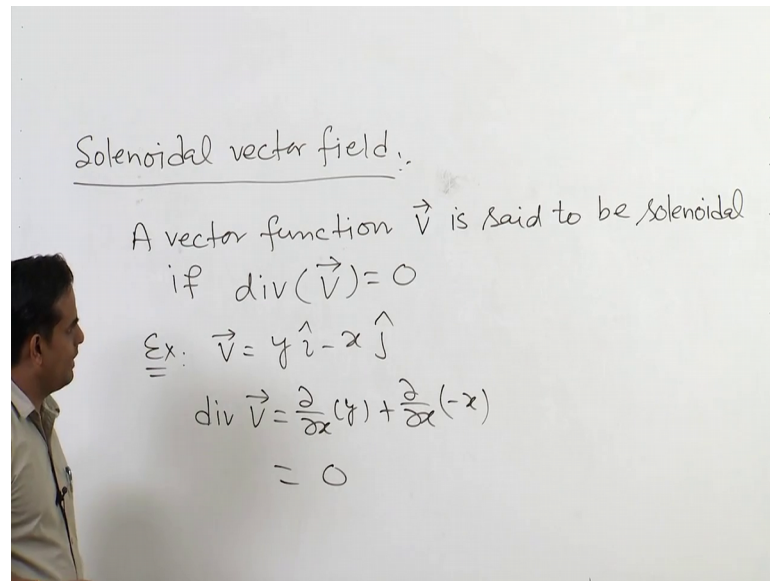 Solenoidal vector field:.
A vector function V⃗ is said to be solenoidal
if div(V⃗) = 0
Ex: V⃗ = y î - x ĵ
div V⃗ = ∂/∂x (y) + ∂/∂x (-x)
= 0